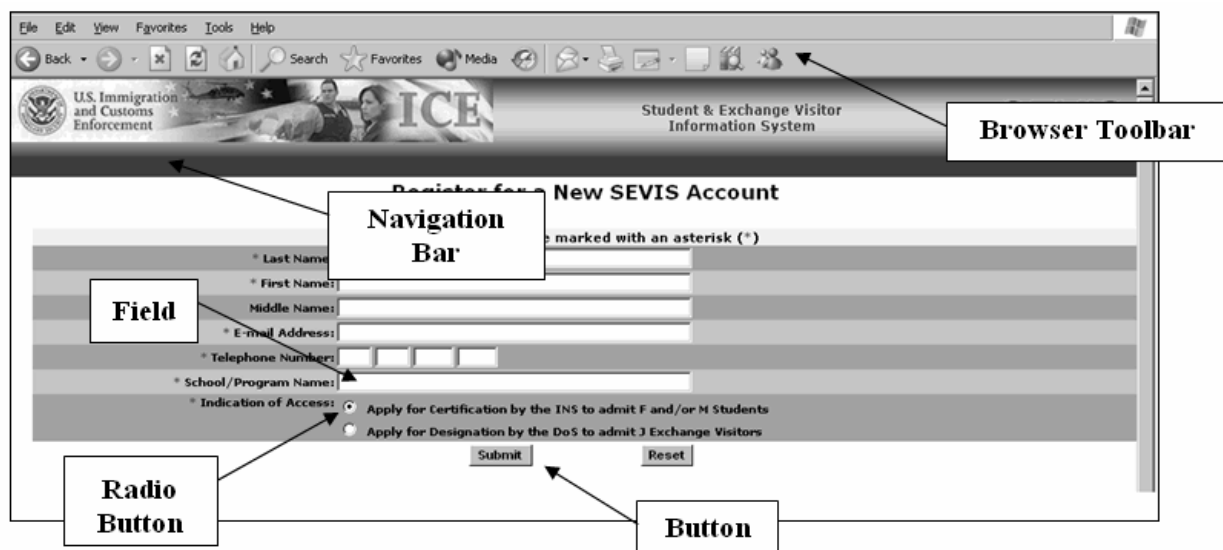 File Edit View Favorites Tools Help
Back Search Favorites Media
U.S. Immigration
and Customs
Enforcement
ICE
Student & Exchange Visitor
Information System
Browser Toolbar
Register for a New SEVIS Account
Navigation
Bar
marked with an asterisk (*)
* Last Name
* First Name:
Field
Middle Name:
* E-mail Address:
* Telephone Number:
* School/Program Name:
* Indication of Access: Apply for Certification by the INS to admit F and/or M Students
Apply for Designation by the DoS to admit J Exchange Visitors
Submit Reset
Radio
Button
Button